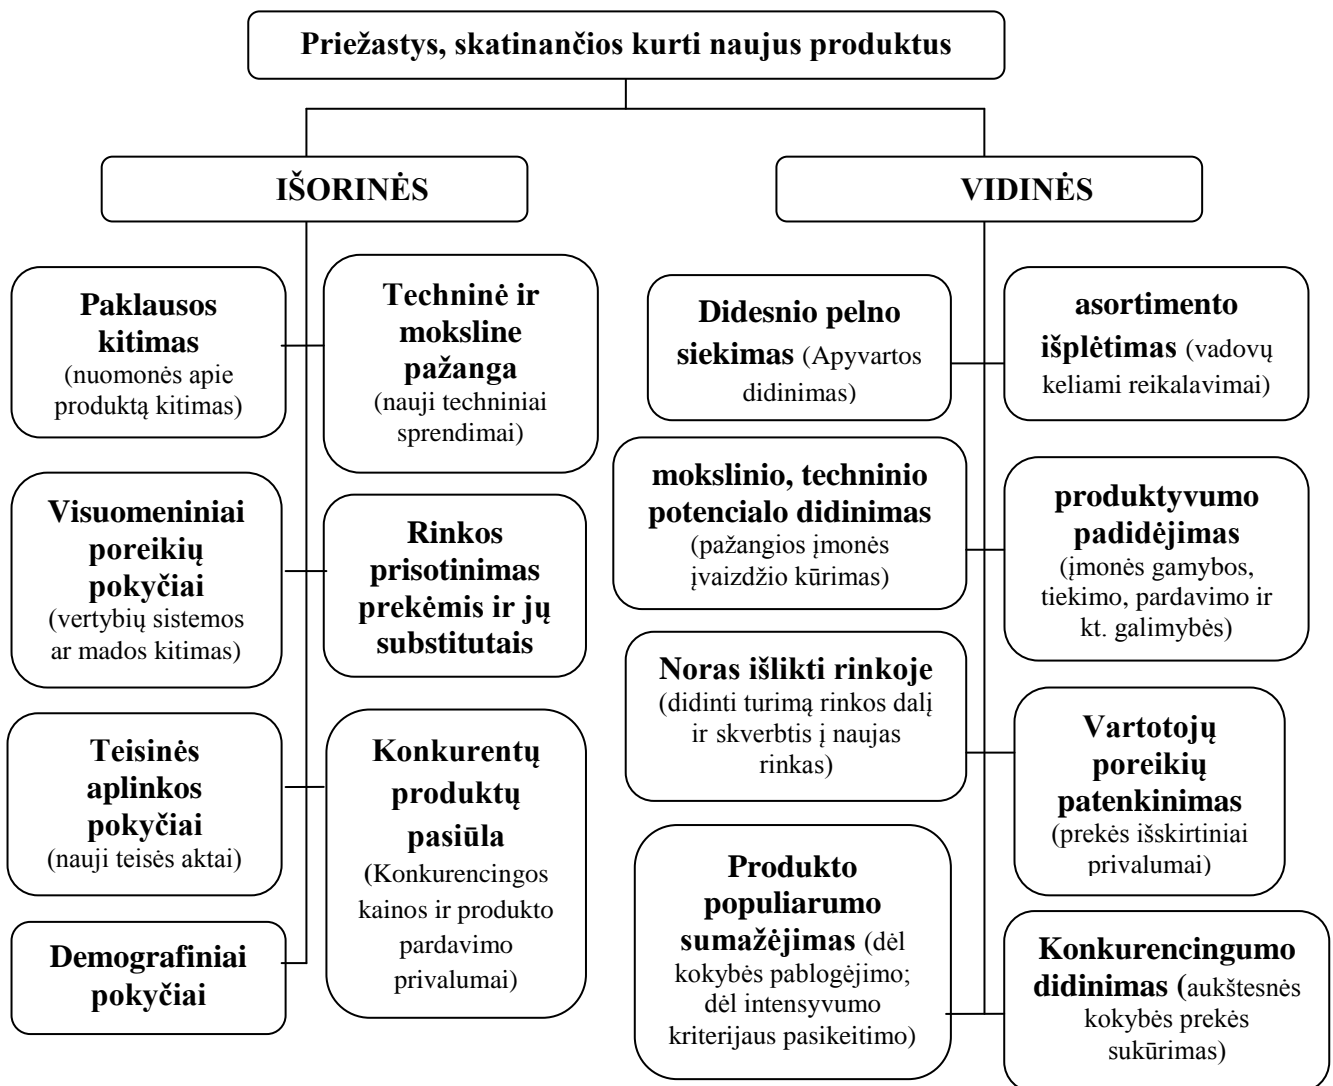 Priežastys, skatinančios kurti naujus produktus
IŠORINĖS
Paklausos
kitimas
(nuomonės apie
produktą kitimas)
Techninė ir
moksline
pažanga
(nauji techniniai
sprendimai)
Visuomeniniai
poreikių
pokyčiai
(vertybių sistemos
ar mados kitimas)
Rinkos
prisotinimas
prekėmis ir jų
substitutais
Teisinės
aplinkos
pokyčiai
(nauji teisės aktai)
Konkurentų
produktų
pasiūla
(Konkurencingos
kainos ir produkto
pardavimo
privalumai)
Demografiniai
pokyčiai
VIDINĖS
Didesnio pelno
siekimas (Apyvartos
didinimas)
asortimento
išplėtimas (vadovų
keliami reikalavimai)
mokslinio, techninio
potencialo didinimas
(pažangios įmonės
įvaizdžio kūrimas)
produktyvumo
padidėjimas
(įmonės gamybos,
tiekimo, pardavimo ir
kt. galimybės)
Noras išlikti rinkoje
(didinti turimą rinkos dalį
ir skverbtis į naujas
rinkas)
Vartotojų
poreikių
patenkinimas
(prekės išskirtiniai
privalumai)
Produkto
populiarumo
sumažėjimas (dėl
kokybės pablogėjimo;
dėl intensyvumo
kriterijaus pasikeitimo)
Konkurencingumo
didinimas (aukštesnės
kokybės prekės
sukūrimas)